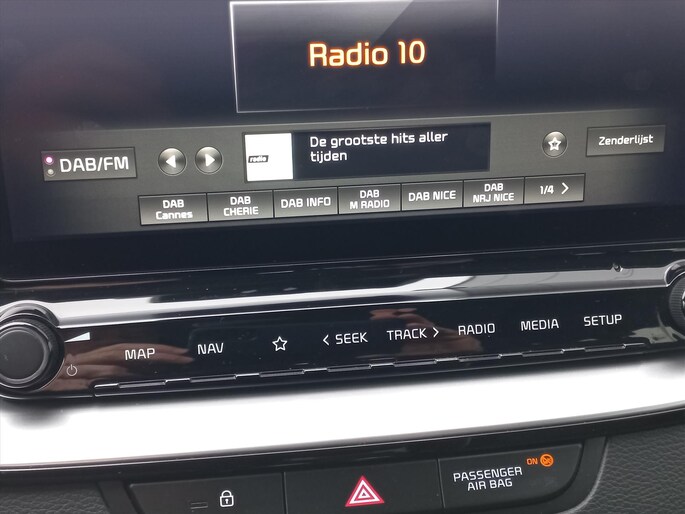 Radio 10
DAB/FM
radio
De grootste hits aller
tijden
Zenderlijst
DAB
Cannes
DAB
CHERIE
DAB INFO
DAB
M RADIO
DAB NICE
DAB
NRJ NICE
1/4
MAP
NAV
SEEK
TRACK
RADIO
MEDIA
SETUP
PASSENGER
AIR BAG
ON